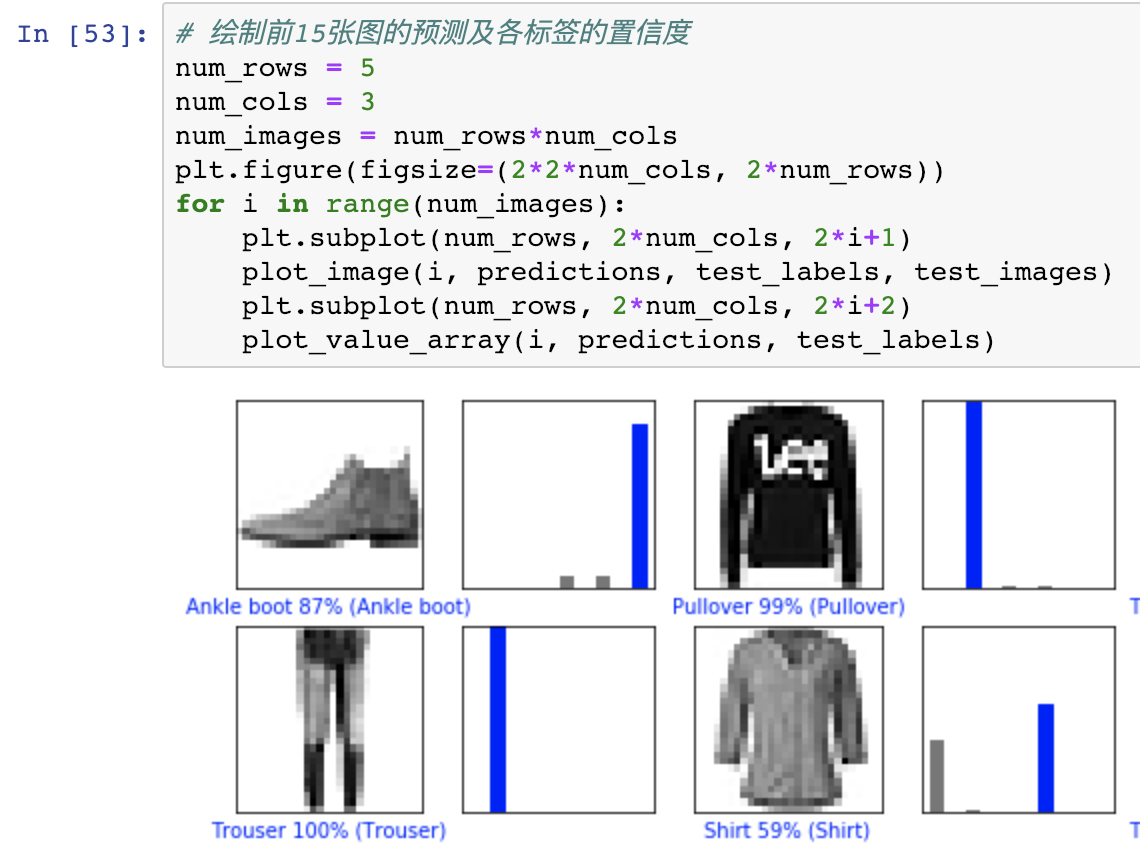 In [53]:
# 绘制前15张图的预测及各标签的置信度
num_rows = 5
num_cols = 3
num_images = num_rows*num_cols
plt.figure(figsize=(2*2*num_cols, 2*num_rows))
for i in range(num_images):
    plt.subplot(num_rows, 2*num_cols, 2*i+1)
    plot_image(i, predictions, test_labels, test_images)
    plt.subplot(num_rows, 2*num_cols, 2*i+2)
    plot_value_array(i, predictions, test_labels)
Lee
Ankle boot 87% (Ankle boot)
Pullover 99% (Pullover)
Trouser 100% (Trouser)
Shirt 59% (Shirt)